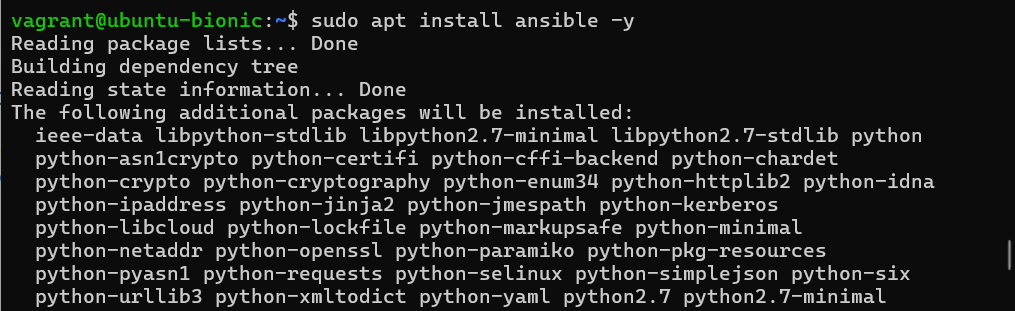 vagrant@ubuntu-bionic:~$ sudo apt install ansible -y
Reading package lists... Done
Building dependency tree
Reading state information... Done
The following additional packages will be installed:
  ieee-data libpython-stdlib libpython2.7-minimal libpython2.7-stdlib python
  python-asn1crypto python-certifi python-cffi-backend python-chardet
  python-crypto python-cryptography python-enum34 python-httplib2 python-idna
  python-ipaddress python-jinja2 python-jmespath python-kerberos
  python-libcloud python-lockfile python-markupsafe python-minimal
  python-netaddr python-openssl python-paramiko python-pkg-resources
  python-pyasn1 python-requests python-selinux python-simplejson python-six
  python-urllib3 python-xmltodict python-yaml python2.7 python2.7-minimal